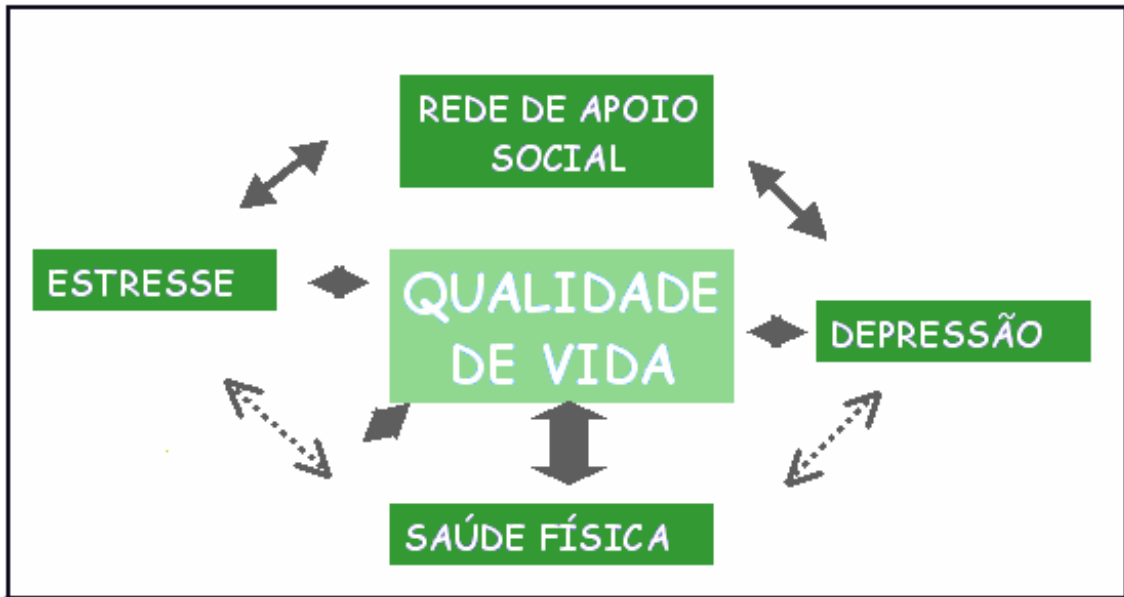 REDE DE APOIO
SOCIAL
ESTRESSE
QUALIDADE
DE VIDA
DEPRESSÃO
SAÚDE FÍSICA